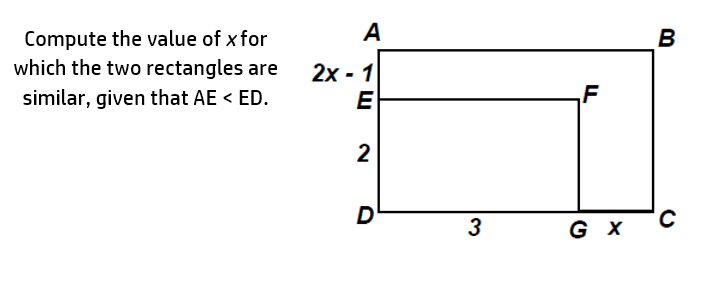 Compute the value of x for
which the two rectangles are
similar, given that AE < ED.
A
B
2x - 1
E
F
2
D
3
G
x
C